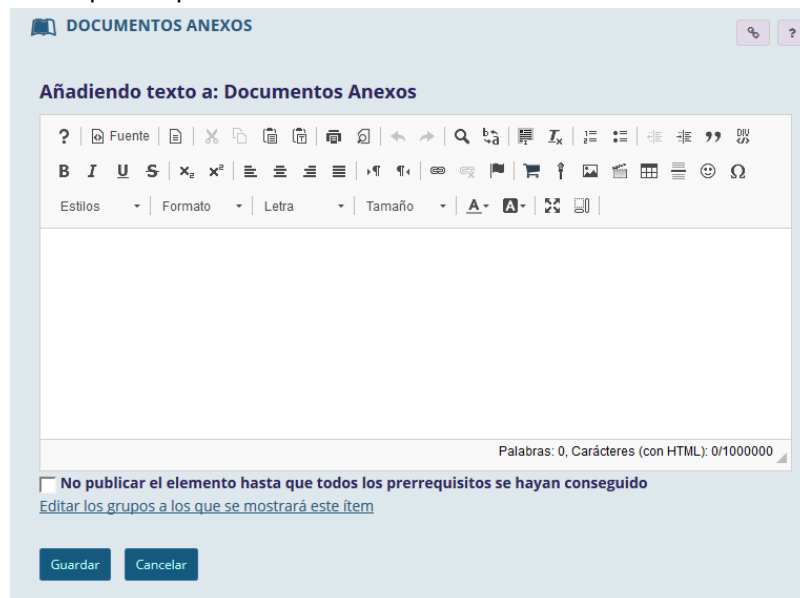 DOCUMENTOS ANEXOS
?
Añadiendo texto a: Documentos Anexos
? Fuente
B I U S x₂ x²
Estilos Formato Letra Tamaño A A
Palabras: 0, Carácteres (con HTML): 0/1000000
No publicar el elemento hasta que todos los prerrequisitos se hayan conseguido
Editar los grupos a los que se mostrará este ítem
Guardar Cancelar